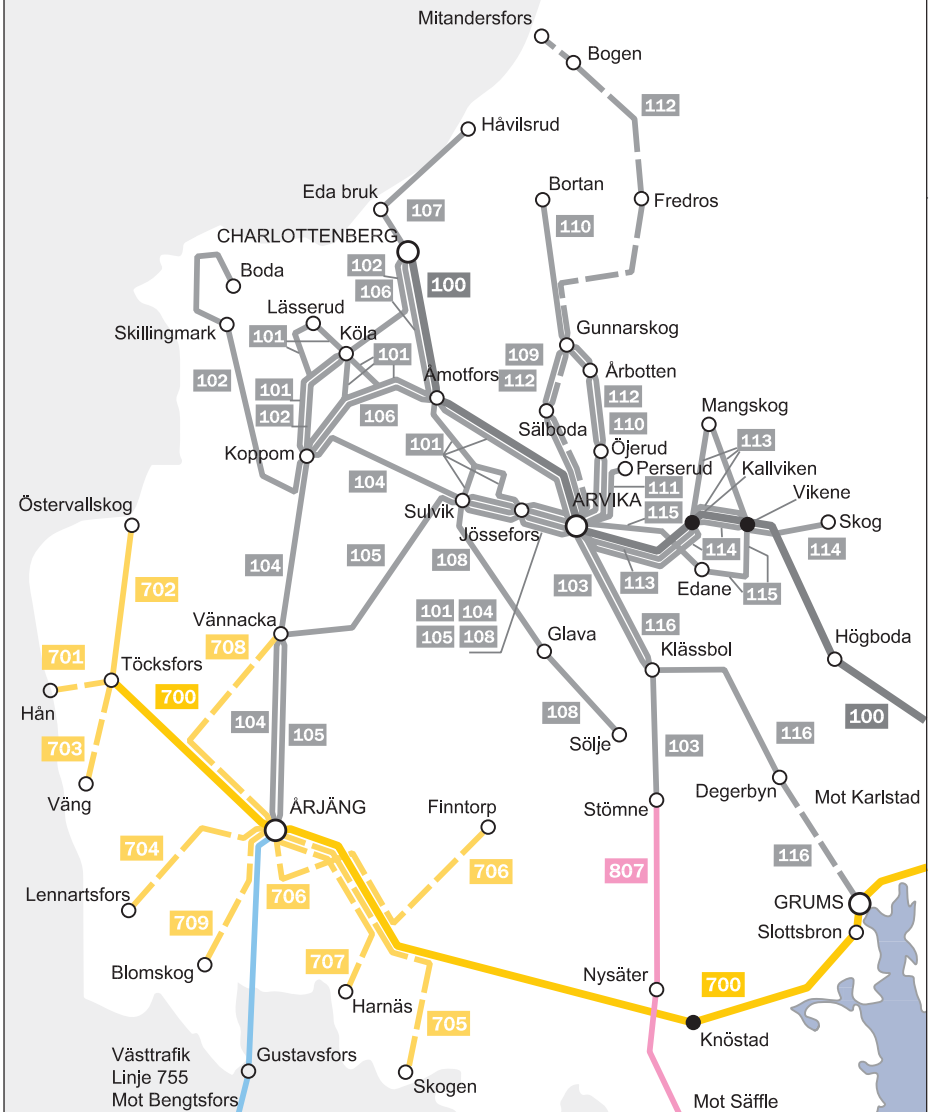 Mitandersfors
Bogen
112
Håvilsrud
Eda bruk
Bortan
107
Fredros
110
CHARLOTTENBERG
102
Boda
100
106
Lässerud
Skillingmark
101
Köla
Gunnarskog
101
109
Åmotfors
112
Årbotten
102
101
112
102
106
Mangskog
Sälboda
110
101
Öjerud
113
Koppom
Perserud
Kallviken
104
111
Vikene
Östervallskog
Sulvik
ARVIKA
115
Skog
Jössefors
114
114
105
108
103
113
Edane
115
104
702
101
104
105
108
Glava
116
Vännacka
708
Klässbol
Högboda
701
Töcksfors
700
Hån
104
105
108
100
703
Sölje
103
116
Väng
Degerbyn
Mot Karlstad
ÅRJÄNG
Finntorp
Stömne
704
116
706
807
706
Lennartsfors
GRUMS
709
Slottsbron
Blomskog
707
Nysäter
700
Harnäs
705
Knöstad
Västtrafik
Linje 755
Mot Bengtsfors
Gustavsfors
Skogen
Mot Säffle